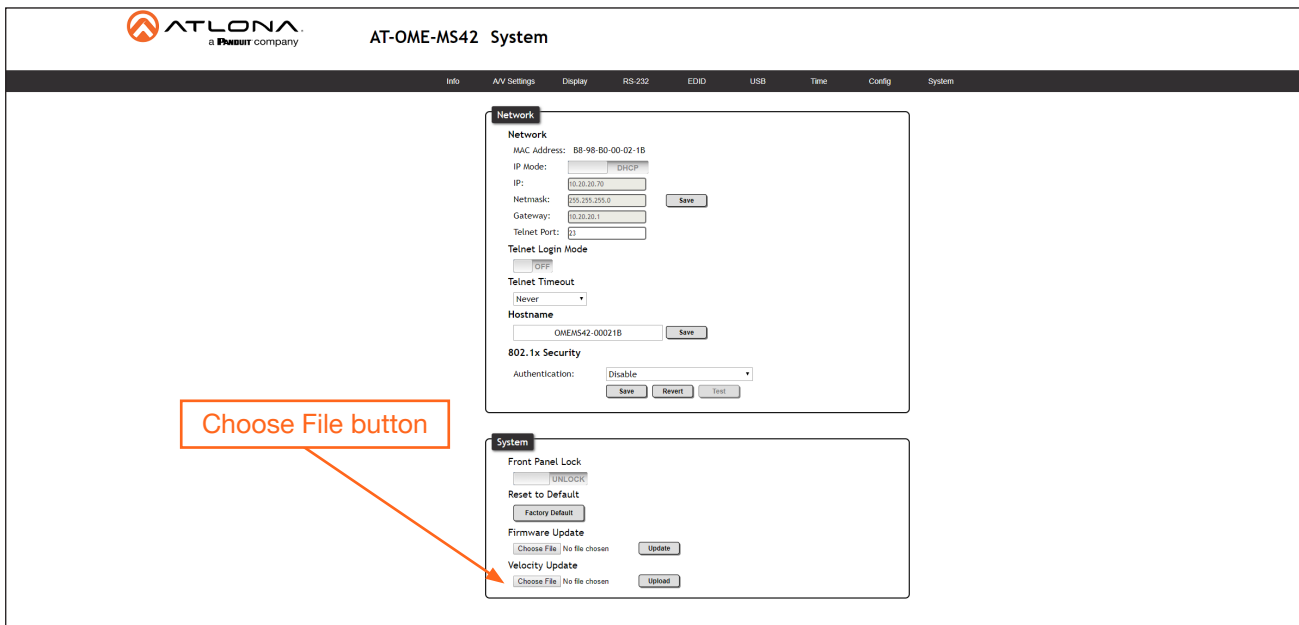 ATLONA.
a PANDUIT company
AT-OME-MS42 System
Info A/V Settings Display RS-232 EDID USB Time Config System
Network
Network
MAC Address: B8-98-B0-00-02-1B
IP Mode: DHCP
IP: 10.20.20.70
Netmask: 255.255.255.0 Save
Gateway: 10.20.20.1
Telnet Port: 23
Telnet Login Mode
OFF
Telnet Timeout
Never
Hostname
OMEMS42-00021B Save
802.1x Security
Authentication: Disable
Save Revert Test
Choose File button
System
Front Panel Lock
UNLOCK
Reset to Default
Factory Default
Firmware Update
Choose File No file chosen Update
Velocity Update
Choose File No file chosen Upload